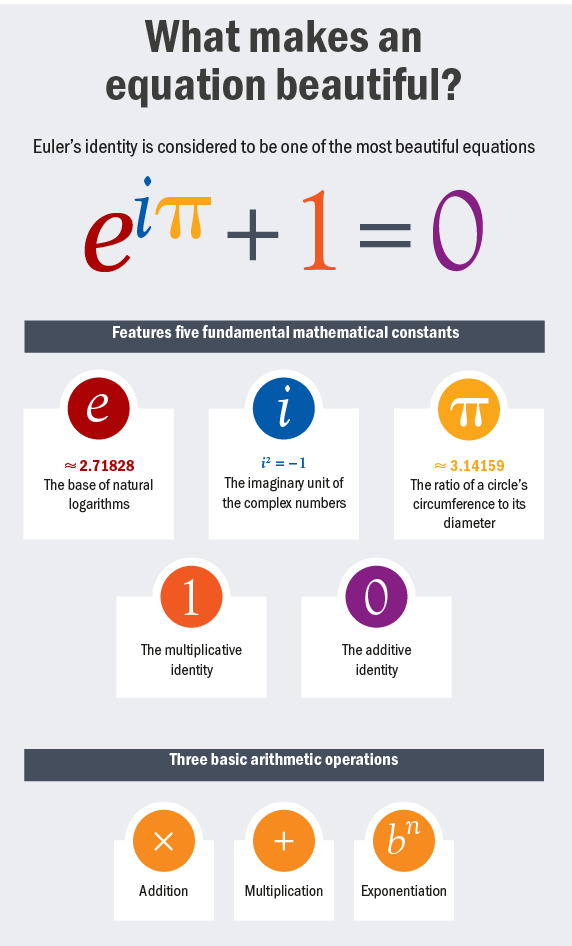 What makes an
equation beautiful?
Euler's identity is considered to be one of the most beautiful equations
e^{iπ} + 1 = 0
Features five fundamental mathematical constants
e i π
≈ 2.71828
The base of natural
logarithms
i² = −1
The imaginary unit of
the complex numbers
≈ 3.14159
The ratio of a circle's
circumference to its
diameter
1 0
The multiplicative
identity
The additive
identity
Three basic arithmetic operations
× + bⁿ
Addition Multiplication Exponentiation